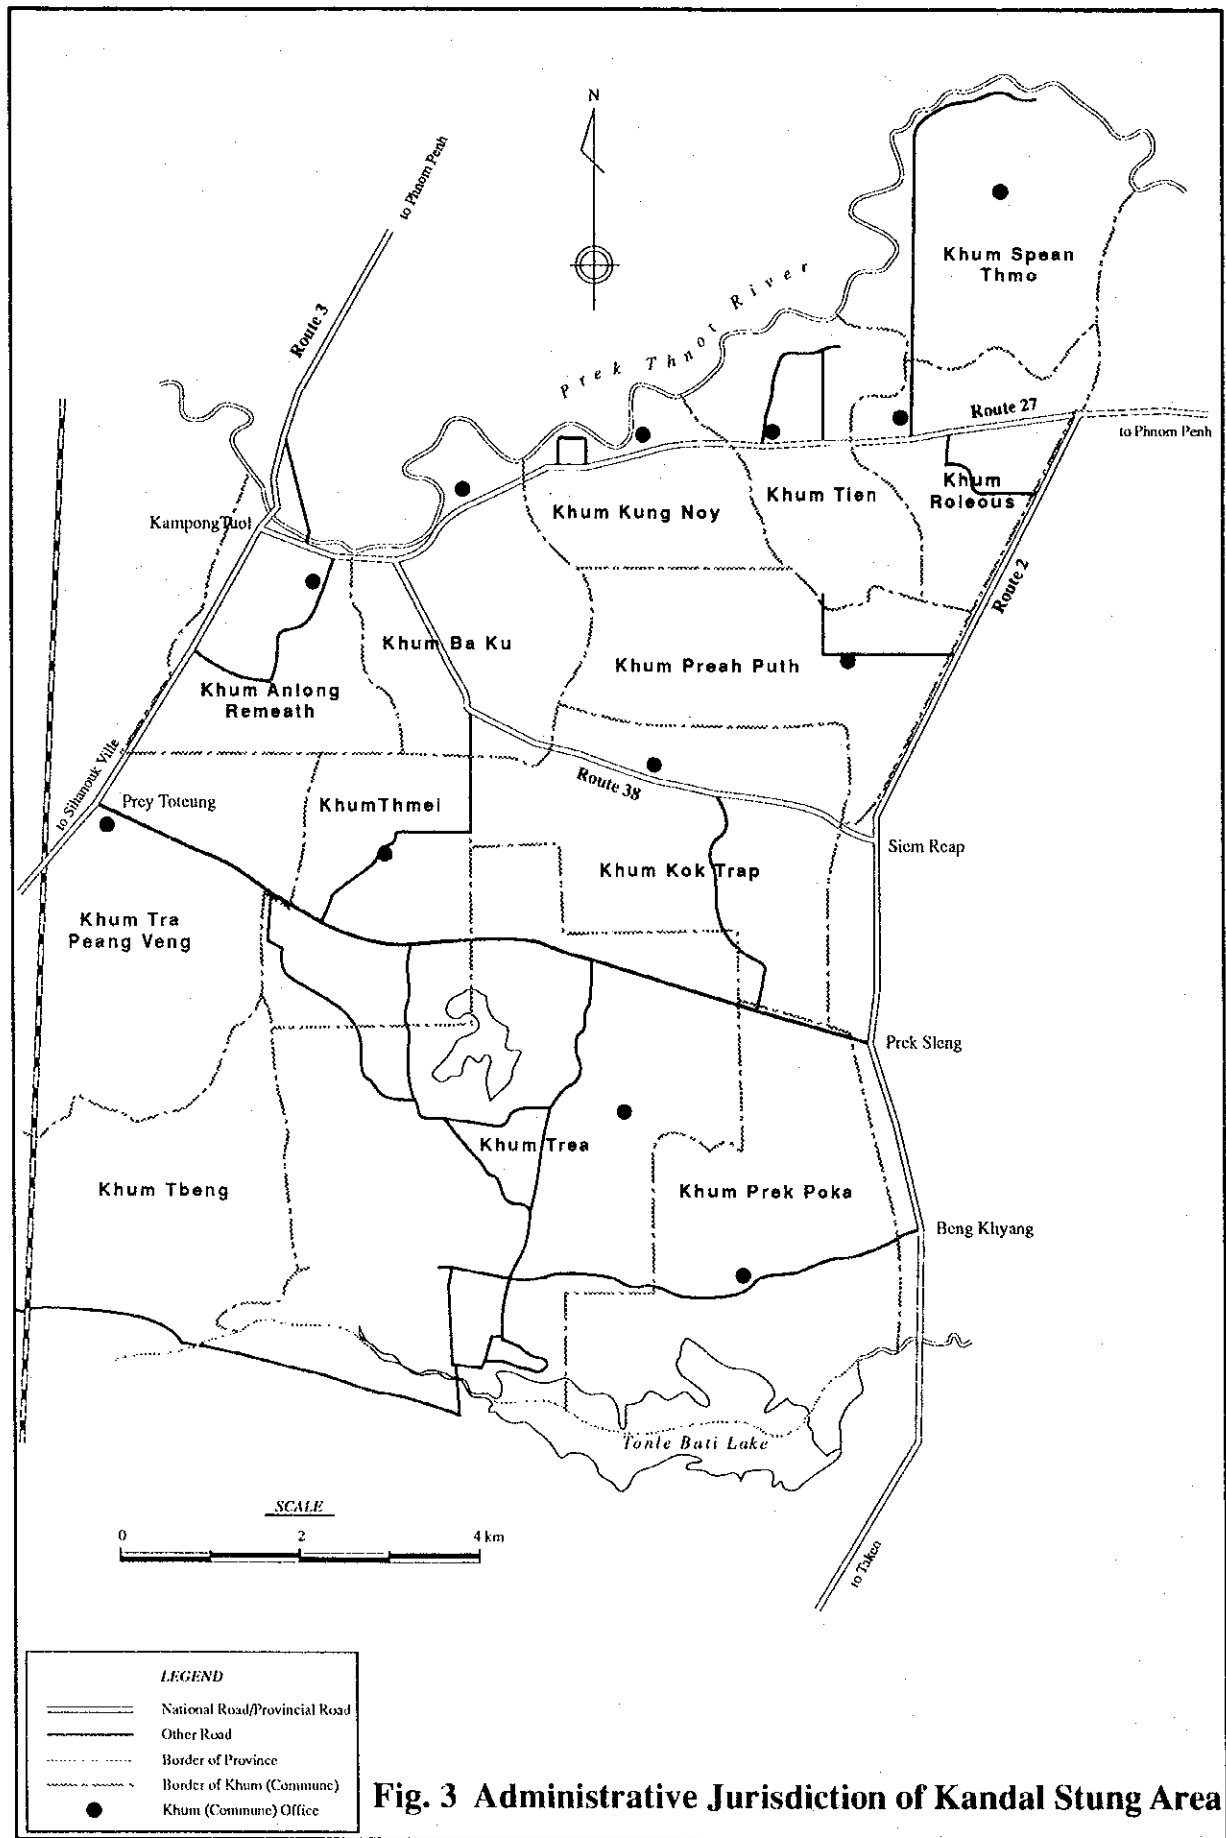 N
to Phnom Penh
Route 3
Prek Thnot River
Khum Spean
Thmo
Route 27
to Phnom Penh
Khum
Roleous
Khum Tien
Khum Kung Noy
KampongTuol
Route 2
Khum Ba Ku
Khum Preah Puth
Khum Anlong
Remeath
to Sihanouk Ville
Prey Toteung
KhumThmei
Route 38
Siem Reap
Khum Kok Trap
Khum Tra
Peang Veng
Prek Sleng
Khum Trea
Khum Tbeng
Khum Prek Poka
Beng Khyang
Tonle Bati Lake
SCALE
0 2 4 km
to Takeo
LEGEND
National Road/Provincial Road
Other Road
Border of Province
Border of Khum (Commune)
Khum (Commune) Office
Fig. 3 Administrative Jurisdiction of Kandal Stung Area